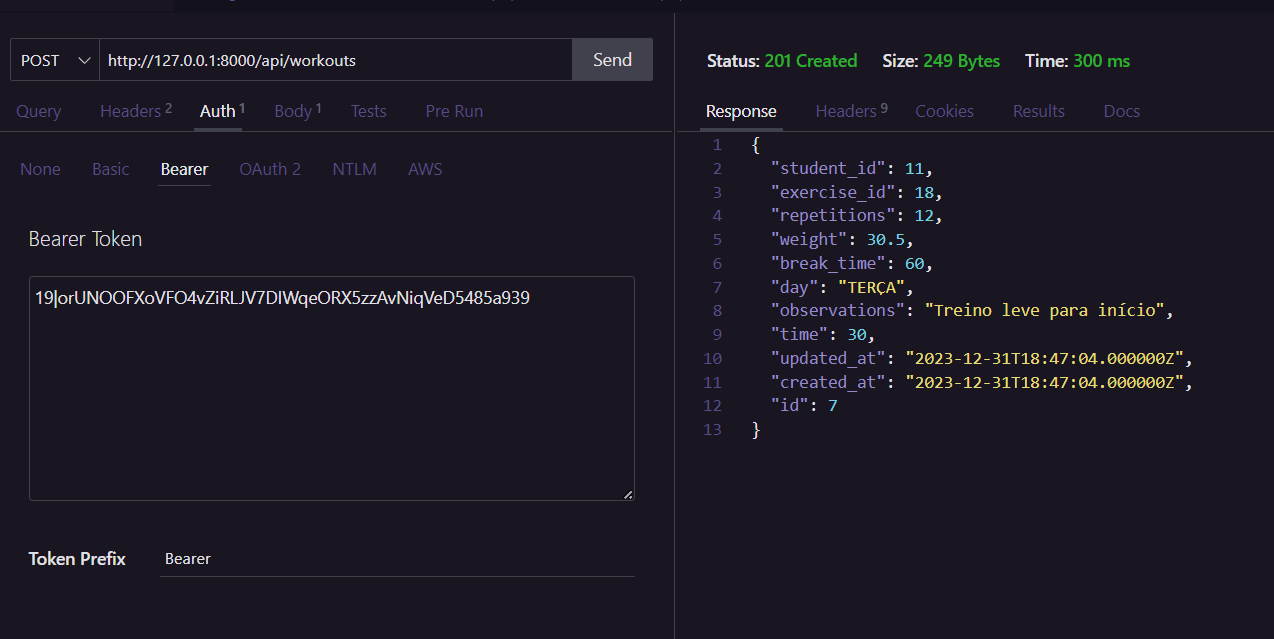 POST http://127.0.0.1:8000/api/workouts Send
Query Headers 2 Auth 1 Body 1 Tests Pre Run
None Basic Bearer OAuth 2 NTLM AWS
Bearer Token
19|orUNOOFXoVFO4vZiRLJV7DIWqeORX5zzAvNiqVeD5485a939
Token Prefix Bearer
Status: 201 Created Size: 249 Bytes Time: 300 ms
Response Headers 9 Cookies Results Docs
1 {
2 "student_id": 11,
3 "exercise_id": 18,
4 "repetitions": 12,
5 "weight": 30.5,
6 "break_time": 60,
7 "day": "TERÇA",
8 "observations": "Treino leve para início",
9 "time": 30,
10 "updated_at": "2023-12-31T18:47:04.000000Z",
11 "created_at": "2023-12-31T18:47:04.000000Z",
12 "id": 7
13 }